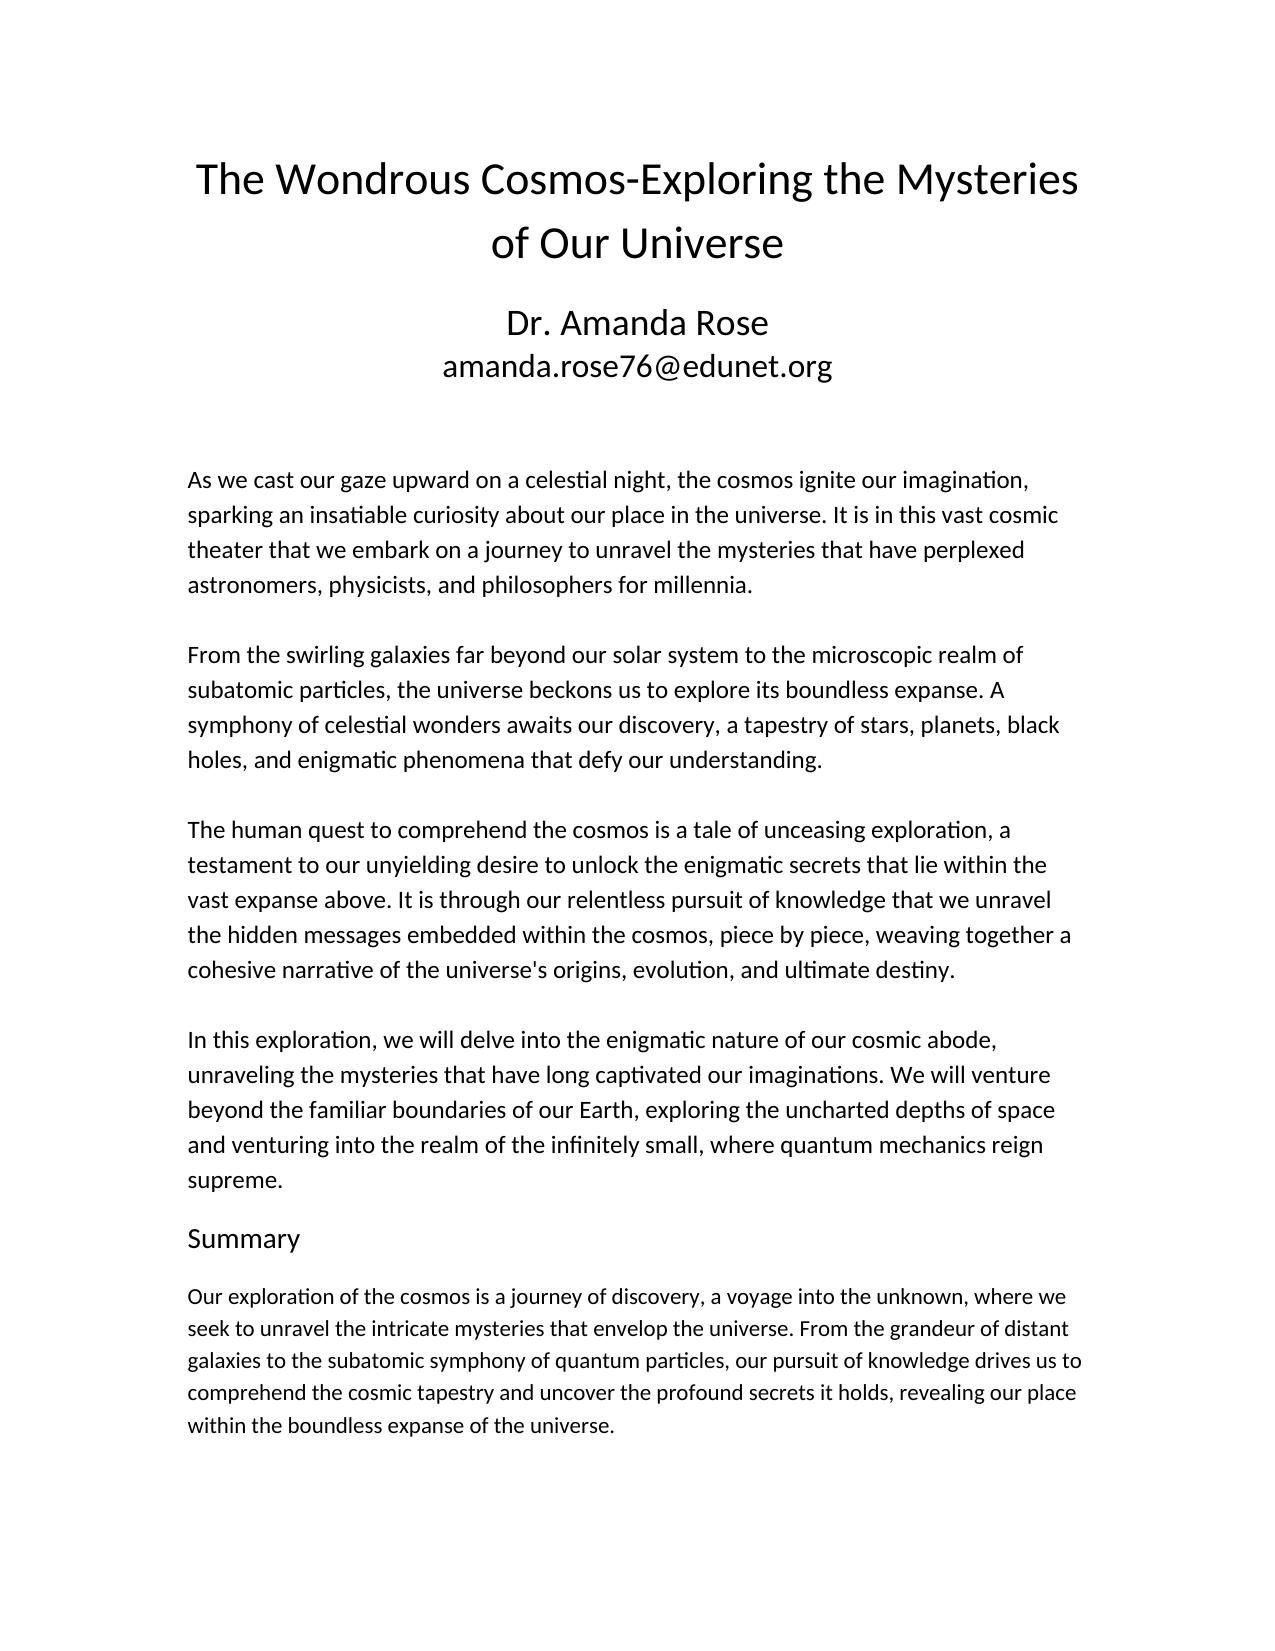 The Wondrous Cosmos-Exploring the Mysteries
of Our Universe
Dr. Amanda Rose
amanda.rose76@edunet.org
As we cast our gaze upward on a celestial night, the cosmos ignite our imagination,
sparking an insatiable curiosity about our place in the universe. It is in this vast cosmic
theater that we embark on a journey to unravel the mysteries that have perplexed
astronomers, physicists, and philosophers for millennia.
From the swirling galaxies far beyond our solar system to the microscopic realm of
subatomic particles, the universe beckons us to explore its boundless expanse. A
symphony of celestial wonders awaits our discovery, a tapestry of stars, planets, black
holes, and enigmatic phenomena that defy our understanding.
The human quest to comprehend the cosmos is a tale of unceasing exploration, a
testament to our unyielding desire to unlock the enigmatic secrets that lie within the
vast expanse above. It is through our relentless pursuit of knowledge that we unravel
the hidden messages embedded within the cosmos, piece by piece, weaving together a
cohesive narrative of the universe's origins, evolution, and ultimate destiny.
In this exploration, we will delve into the enigmatic nature of our cosmic abode,
unraveling the mysteries that have long captivated our imaginations. We will venture
beyond the familiar boundaries of our Earth, exploring the uncharted depths of space
and venturing into the realm of the infinitely small, where quantum mechanics reign
supreme.
Summary
Our exploration of the cosmos is a journey of discovery, a voyage into the unknown, where we
seek to unravel the intricate mysteries that envelop the universe. From the grandeur of distant
galaxies to the subatomic symphony of quantum particles, our pursuit of knowledge drives us to
comprehend the cosmic tapestry and uncover the profound secrets it holds, revealing our place
within the boundless expanse of the universe.